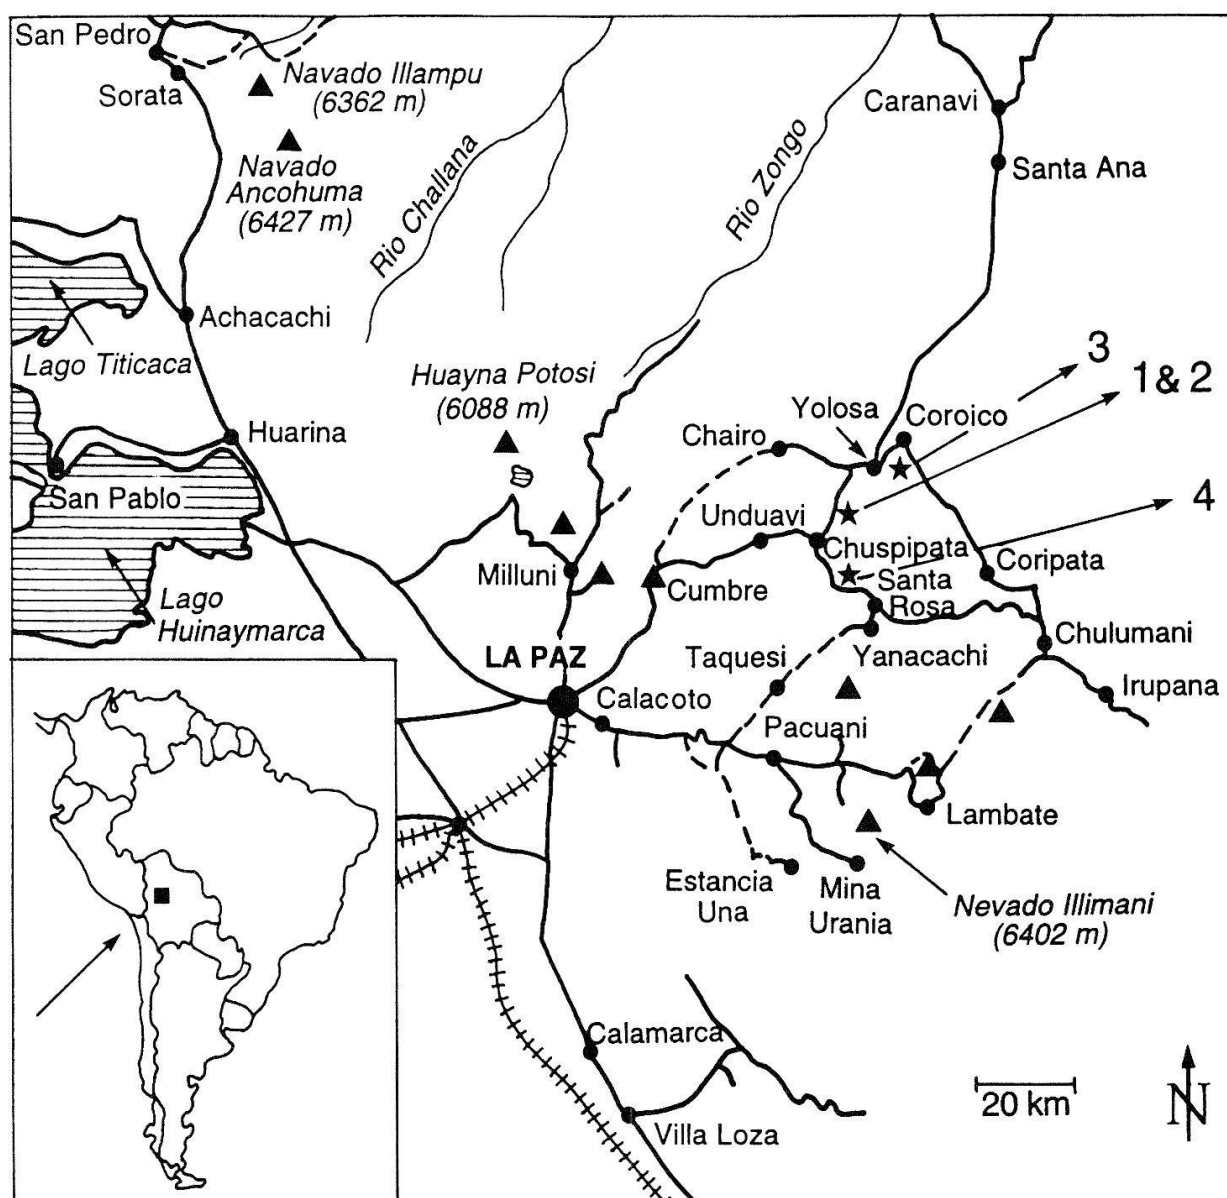 San Pedro
Sorata
Navado Illampu
(6362 m)
Navado
Ancohuma
(6427 m)
Rio Challana
Rio Zongo
Caranavi
Santa Ana
Achacachi
Lago Titicaca
Huayna Potosi
(6088 m)
3
1 & 2
Yolosa
Coroico
Huarina
Chairo
San Pablo
4
Unduavi
Chuspipata
Coripata
Milluni
Cumbre
Santa
Rosa
Lago
Huinaymarca
Chulumani
LA PAZ
Taquesi
Yanacachi
Irupana
Calacoto
Pacuani
Lambate
Estancia
Una
Mina
Urania
Nevado Illimani
(6402 m)
Calamarca
Villa Loza
20 km
N